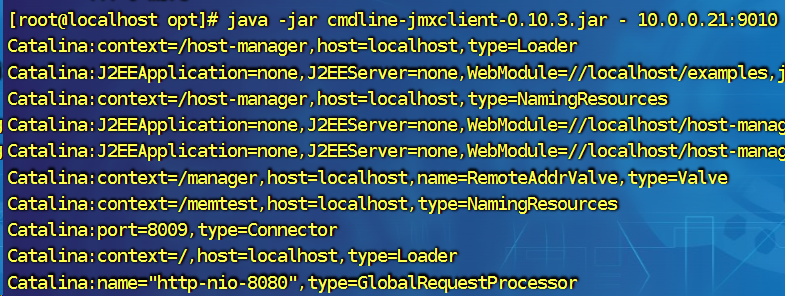 [root@localhost opt]# java -jar cmdline-jmxclient-0.10.3.jar - 10.0.0.21:9010
Catalina:context=/host-manager,host=localhost,type=Loader
Catalina:J2EEApplication=none,J2EEServer=none,WebModule=//localhost/examples,j
Catalina:context=/host-manager,host=localhost,type=NamingResources
Catalina:J2EEApplication=none,J2EEServer=none,WebModule=//localhost/host-manag
Catalina:J2EEApplication=none,J2EEServer=none,WebModule=//localhost/host-manag
Catalina:context=/manager,host=localhost,name=RemoteAddrValve,type=Valve
Catalina:context=/memtest,host=localhost,type=NamingResources
Catalina:port=8009,type=Connector
Catalina:context=/,host=localhost,type=Loader
Catalina:name="http-nio-8080",type=GlobalRequestProcessor